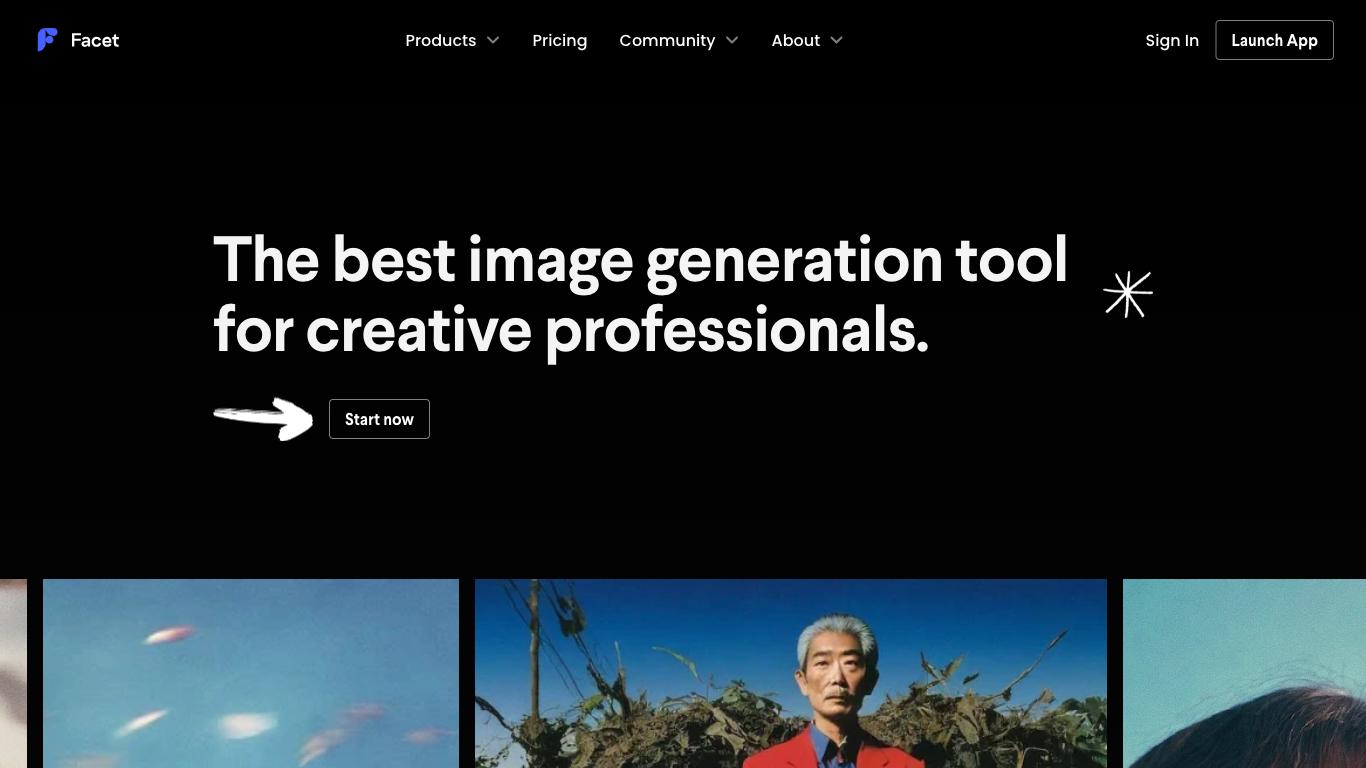 Facet
Products
Pricing
Community
About
Sign In
Launch App
The best image generation tool
for creative professionals.
Start now